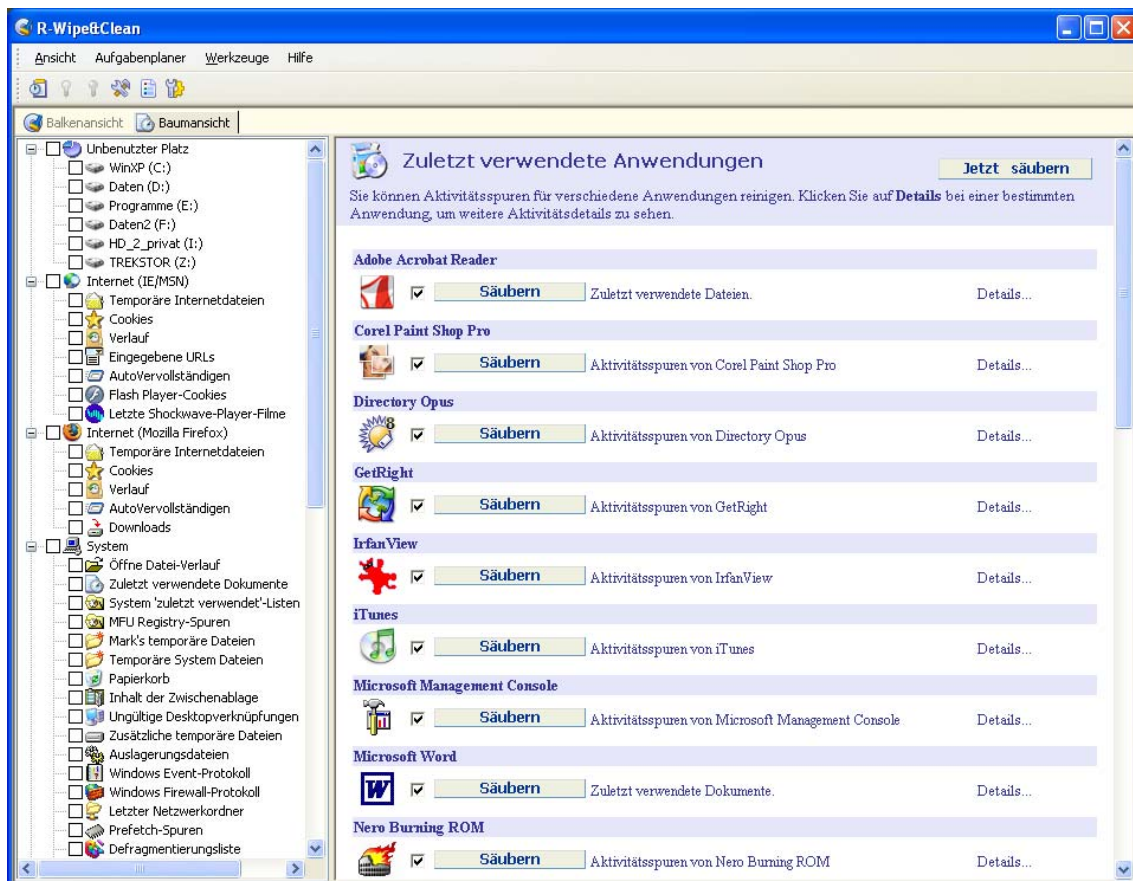 R-Wipe&Clean
Ansicht Aufgabenplaner Werkzeuge Hilfe
Balkenansicht Baumansicht
Unbenutzter Platz
WinXP (C:)
Daten (D:)
Programme (E:)
Daten2 (F:)
HD_2_privat (I:)
TREKSTOR (Z:)
Internet (IE/MSN)
Temporäre Internetdateien
Cookies
Verlauf
Eingegebene URLs
AutoVervollständigen
Flash Player-Cookies
Letzte Shockwave-Player-Filme
Internet (Mozilla Firefox)
Temporäre Internetdateien
Cookies
Verlauf
AutoVervollständigen
Downloads
System
Öffne Datei-Verlauf
Zuletzt verwendete Dokumente
System 'zuletzt verwendet'-Listen
MFU Registry-Spuren
Mark's temporäre Dateien
Temporäre System Dateien
Papierkorb
Inhalt der Zwischenablage
Ungültige Desktopverknüpfungen
Zusätzliche temporäre Dateien
Auslagerungsdateien
Windows Event-Protokoll
Windows Firewall-Protokoll
Letzter Netzwerkordner
Prefetch-Spuren
Defragmentierungsliste
Zuletzt verwendete Anwendungen
Jetzt säubern
Sie können Aktivitätsspuren für verschiedene Anwendungen reinigen. Klicken Sie auf Details bei einer bestimmten
Anwendung, um weitere Aktivitätsdetails zu sehen.
Adobe Acrobat Reader
Säubern Zuletzt verwendete Dateien. Details...
Corel Paint Shop Pro
Säubern Aktivitätsspuren von Corel Paint Shop Pro Details...
Directory Opus
Säubern Aktivitätsspuren von Directory Opus Details...
GetRight
Säubern Aktivitätsspuren von GetRight Details...
IrfanView
Säubern Aktivitätsspuren von IrfanView Details...
iTunes
Säubern Aktivitätsspuren von iTunes Details...
Microsoft Management Console
Säubern Aktivitätsspuren von Microsoft Management Console Details...
Microsoft Word
Säubern Zuletzt verwendete Dokumente. Details...
Nero Burning ROM
Säubern Aktivitätsspuren von Nero Burning ROM Details...